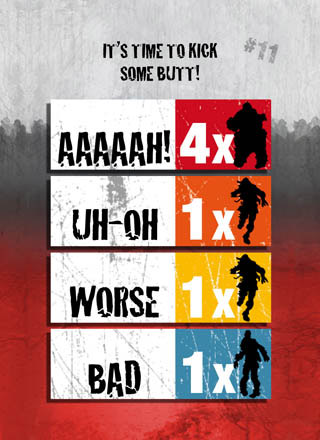 IT'S TIME TO KICK
SOME BUTT!
#11
AAAAAH! 4x
UH-OH 1x
WORSE 1x
BAD 1x